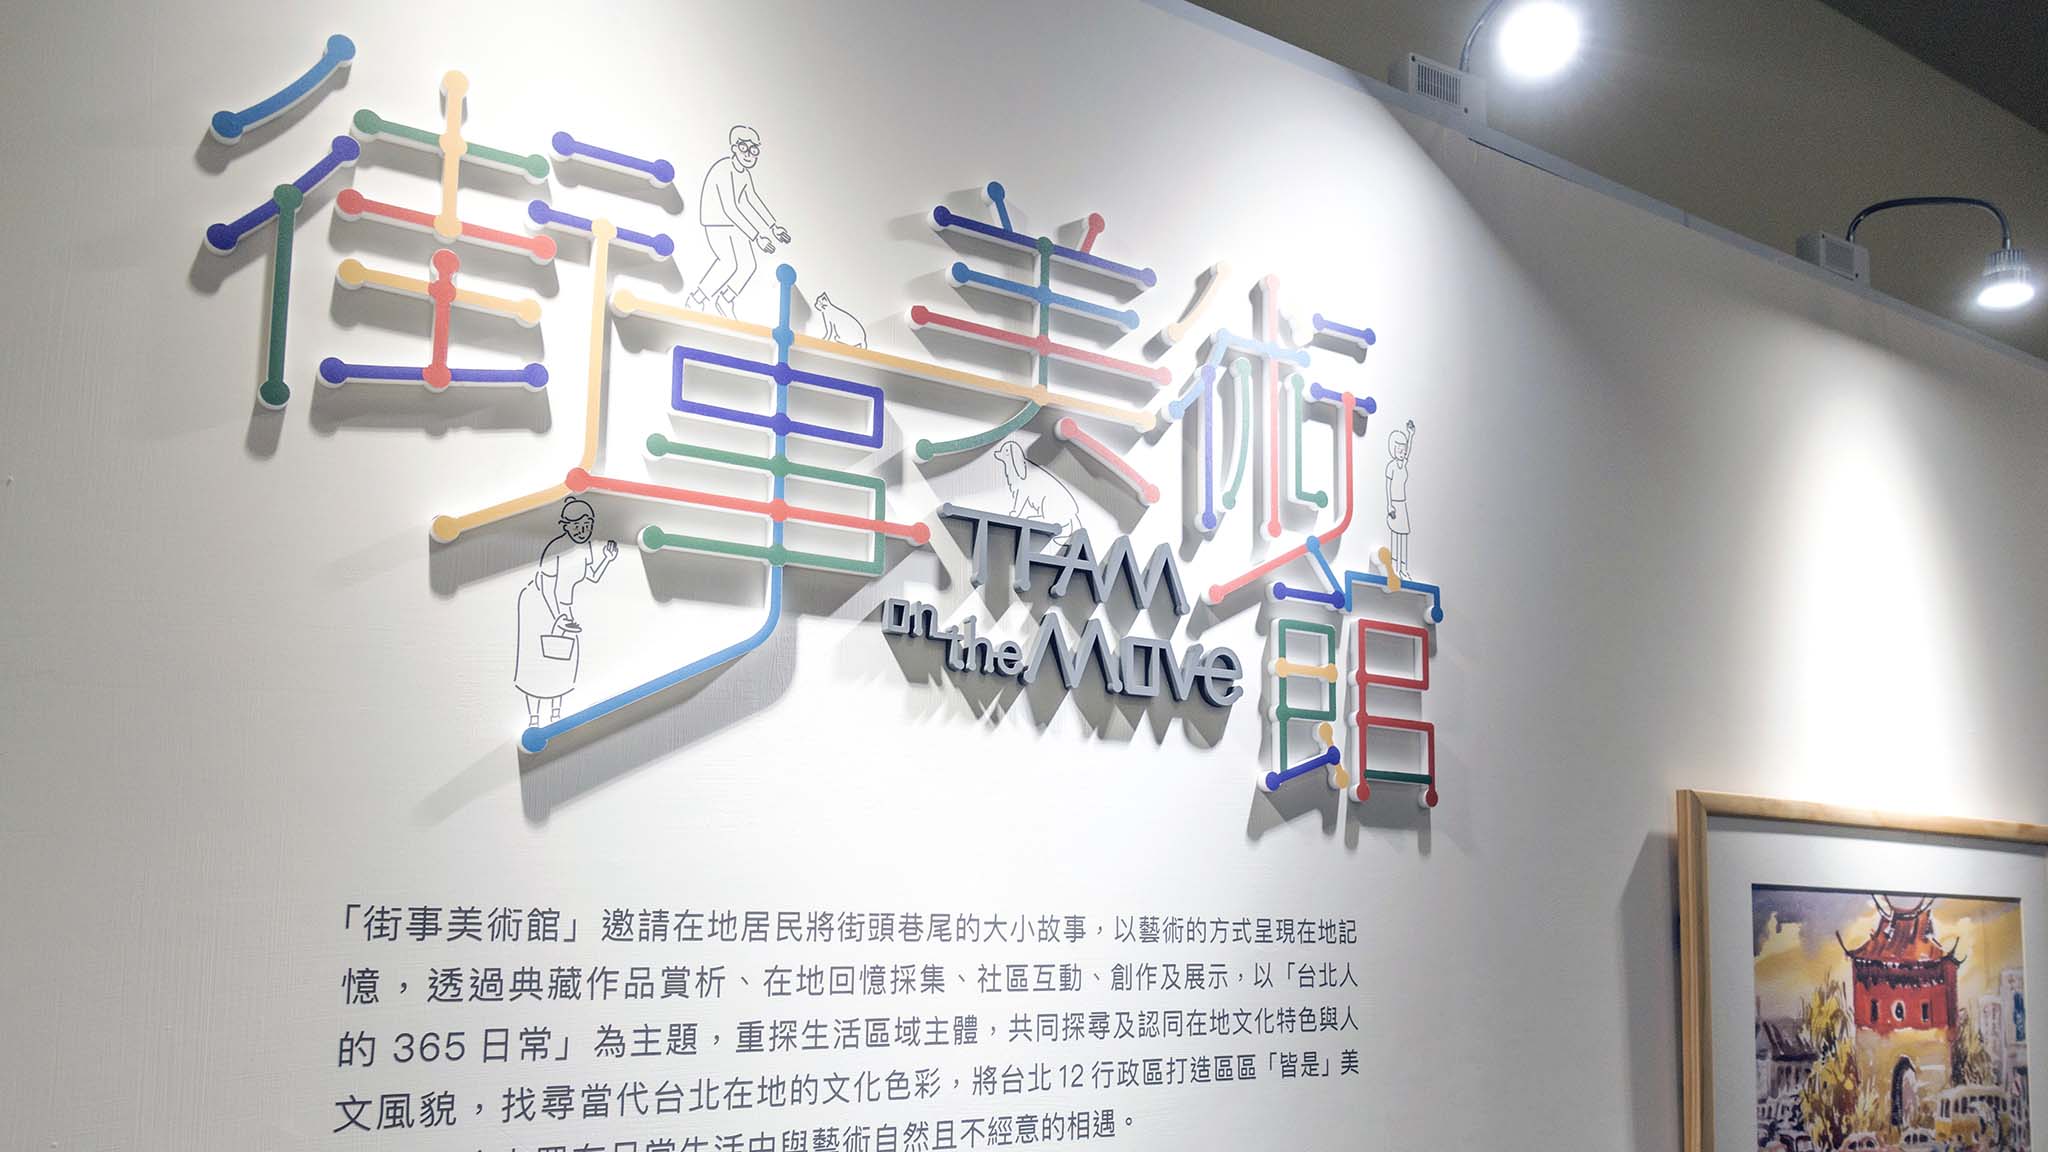 街事美術館
TFAM
on the Move
「街事美術館」邀請在地居民將街頭巷尾的大小故事，以藝術的方式呈現在地記
憶，透過典藏作品賞析、在地回憶採集、社區互動、創作及展示，以「台北人
的 365 日常」為主題，重探生活區域主體，共同探尋及認同在地文化特色與人
文風貌，找尋當代台北在地的文化色彩，將台北 12 行政區打造區區「皆是」美
在日常生活中與藝術自然且不經意的相遇。